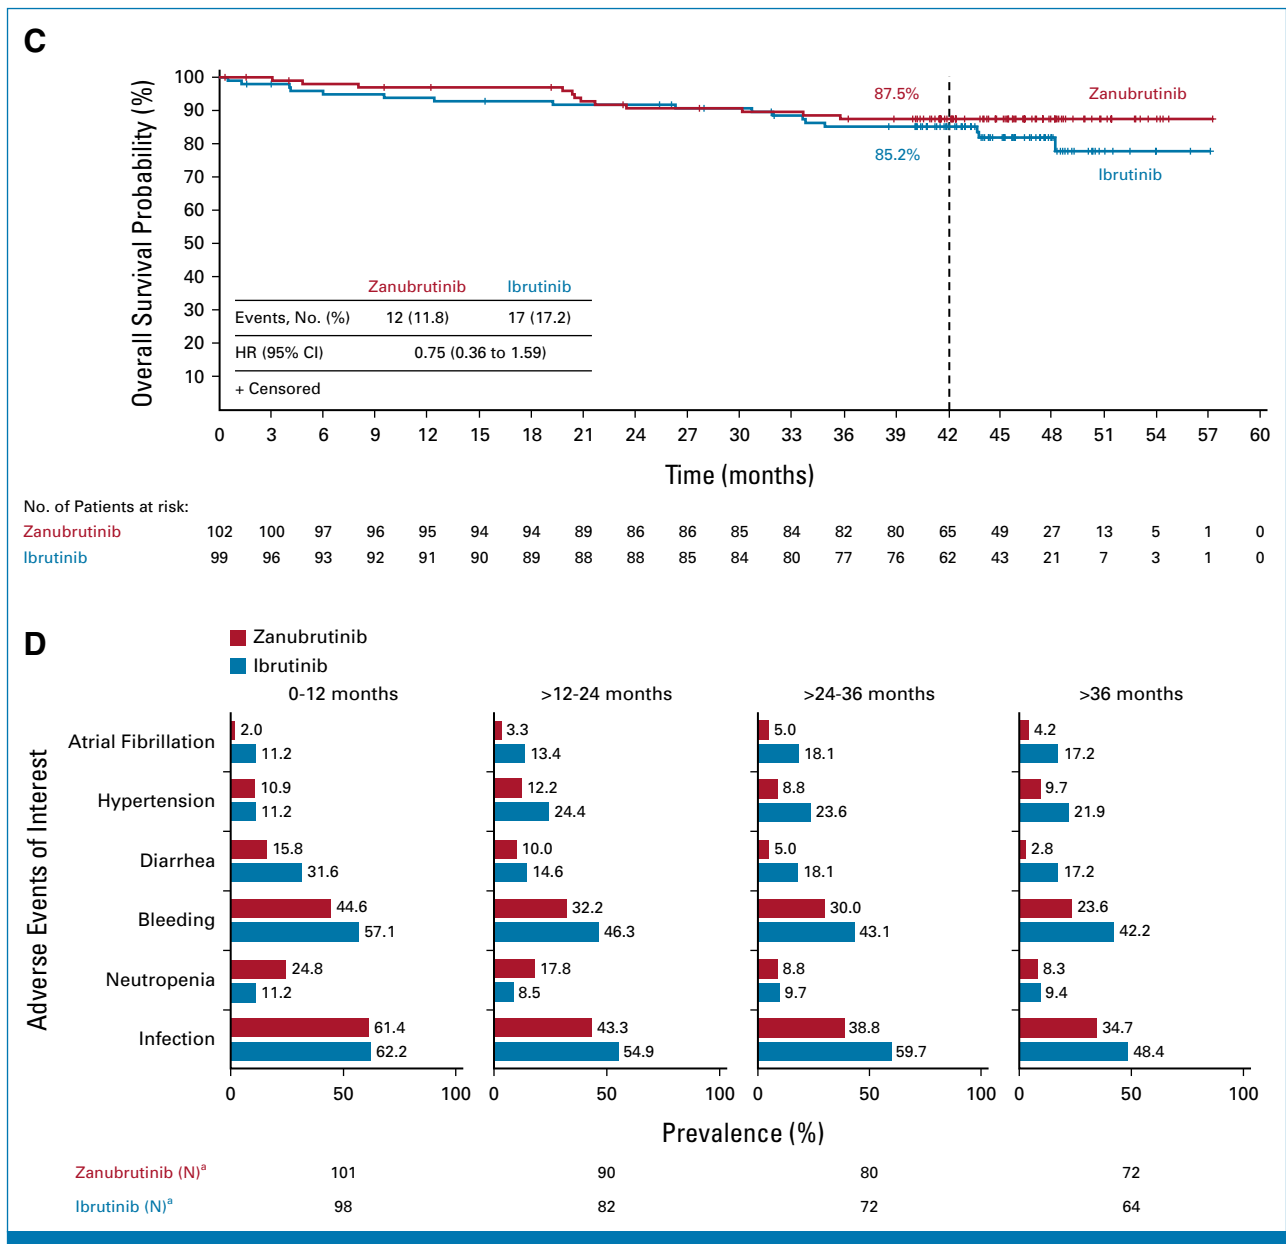 C
Overall Survival Probability (%)
100
90
80
70
60
50
40
30
20
10
87.5%
Zanubrutinib
85.2%
Ibrutinib
Zanubrutinib Ibrutinib
Events, No. (%) 12 (11.8) 17 (17.2)
HR (95% CI) 0.75 (0.36 to 1.59)
+ Censored
0 3 6 9 12 15 18 21 24 27 30 33 36 39 42 45 48 51 54 57 60
Time (months)
No. of Patients at risk:
Zanubrutinib 102 100 97 96 95 94 94 89 86 86 85 84 82 80 65 49 27 13 5 1 0
Ibrutinib 99 96 93 92 91 90 89 88 88 85 84 80 77 76 62 43 21 7 3 1 0
D
Zanubrutinib
Ibrutinib
0-12 months >12-24 months >24-36 months >36 months
Adverse Events of Interest
Atrial Fibrillation
2.0 3.3 5.0 4.2
11.2 13.4 18.1 17.2
Hypertension
10.9 12.2 8.8 9.7
11.2 24.4 23.6 21.9
Diarrhea
15.8 10.0 5.0 2.8
31.6 14.6 18.1 17.2
Bleeding
44.6 32.2 30.0 23.6
57.1 46.3 43.1 42.2
Neutropenia
24.8 17.8 8.8 8.3
11.2 8.5 9.7 9.4
Infection
61.4 43.3 38.8 34.7
62.2 54.9 59.7 48.4
0 50 100 0 50 100 0 50 100 0 50 100
Prevalence (%)
Zanubrutinib (N)a 101 90 80 72
Ibrutinib (N)a 98 82 72 64